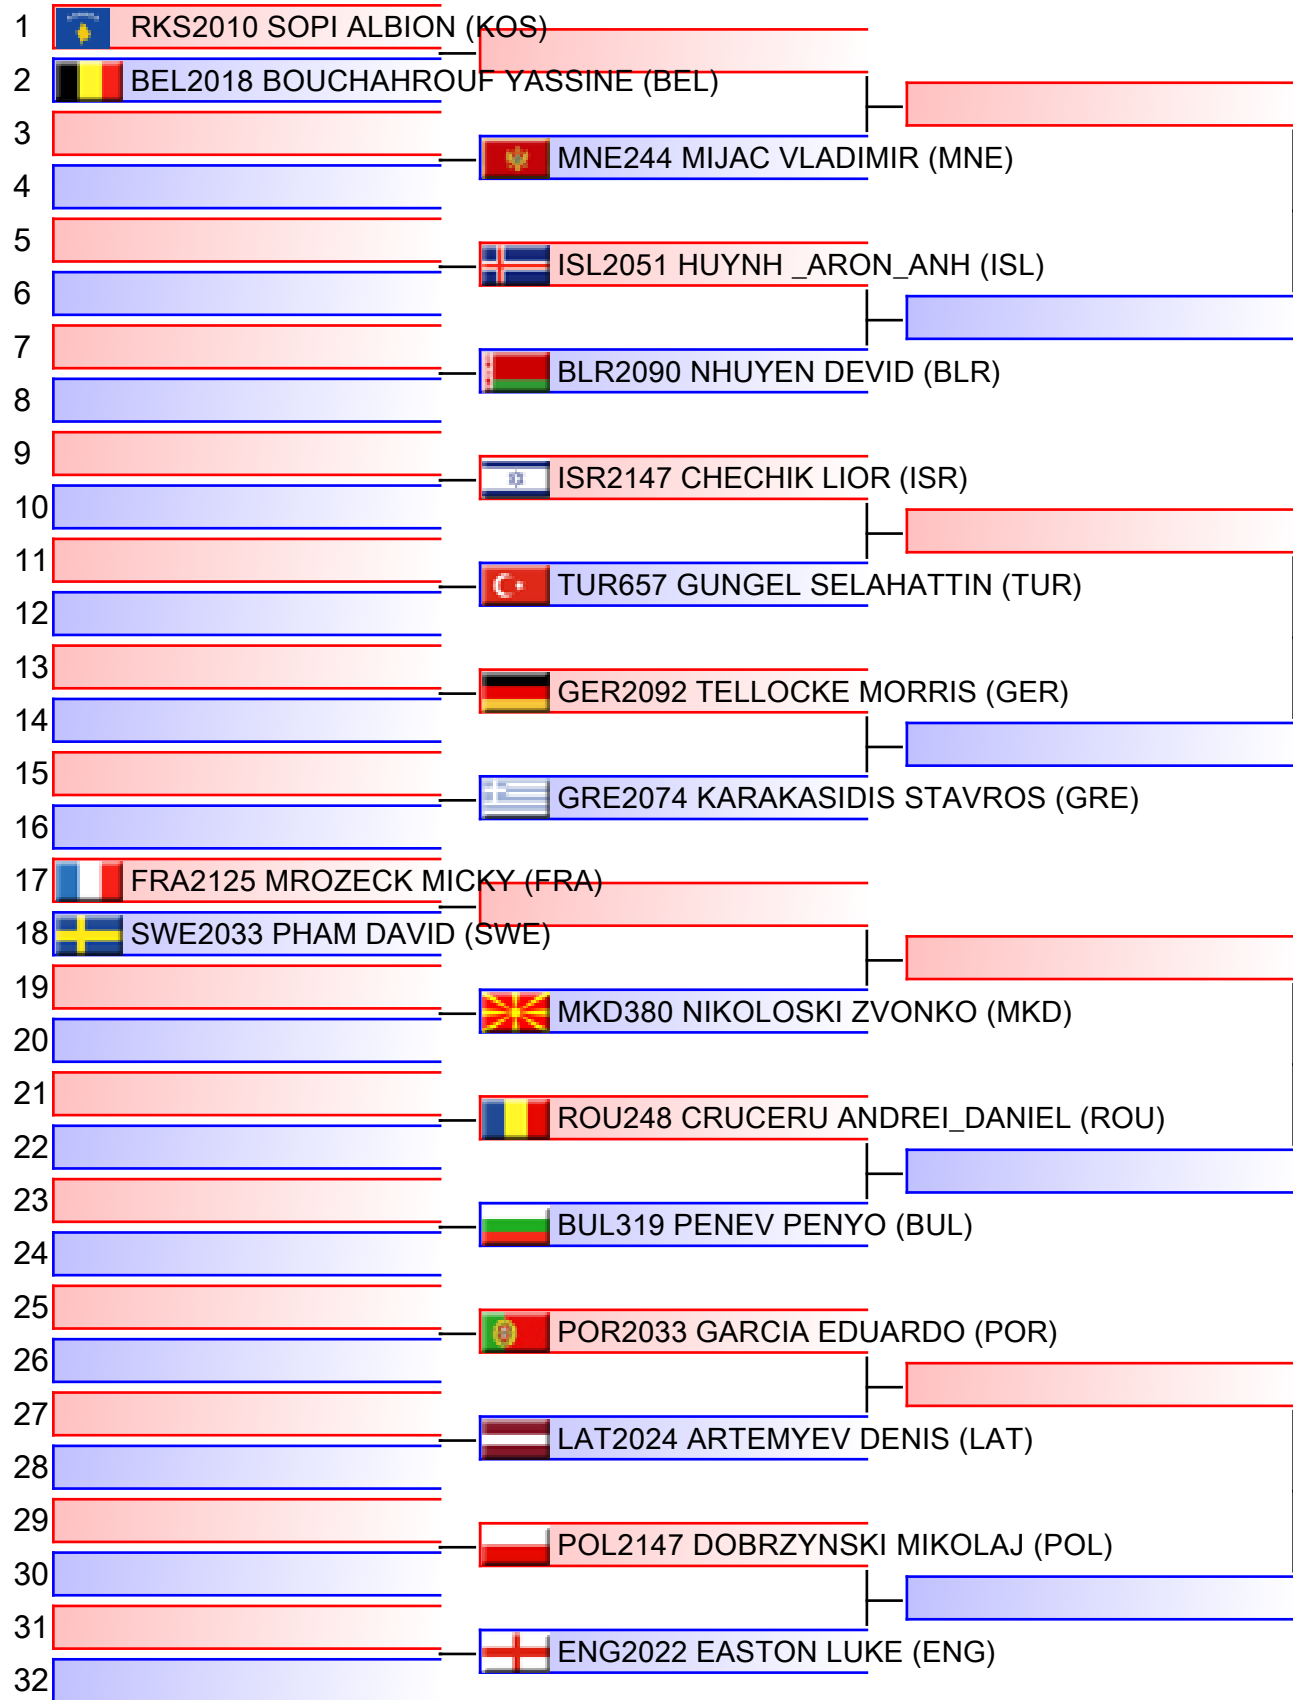 1 RKS2010 SOPI ALBION (KOS)
2 BEL2018 BOUCHAHROUF YASSINE (BEL)
3
MNE244 MIJAC VLADIMIR (MNE)
4
5
ISL2051 HUYNH _ARON_ANH (ISL)
6
7
BLR2090 NHUYEN DEVID (BLR)
8
9
ISR2147 CHECHIK LIOR (ISR)
10
11
TUR657 GUNGEL SELAHATTIN (TUR)
12
13
GER2092 TELLOCKE MORRIS (GER)
14
15
GRE2074 KARAKASIDIS STAVROS (GRE)
16
17 FRA2125 MROZECK MICKY (FRA)
18 SWE2033 PHAM DAVID (SWE)
19
MKD380 NIKOLOSKI ZVONKO (MKD)
20
21
ROU248 CRUCERU ANDREI_DANIEL (ROU)
22
23
BUL319 PENEV PENYO (BUL)
24
25
POR2033 GARCIA EDUARDO (POR)
26
27
LAT2024 ARTEMYEV DENIS (LAT)
28
29
POL2147 DOBRZYNSKI MIKOLAJ (POL)
30
31
ENG2022 EASTON LUKE (ENG)
32